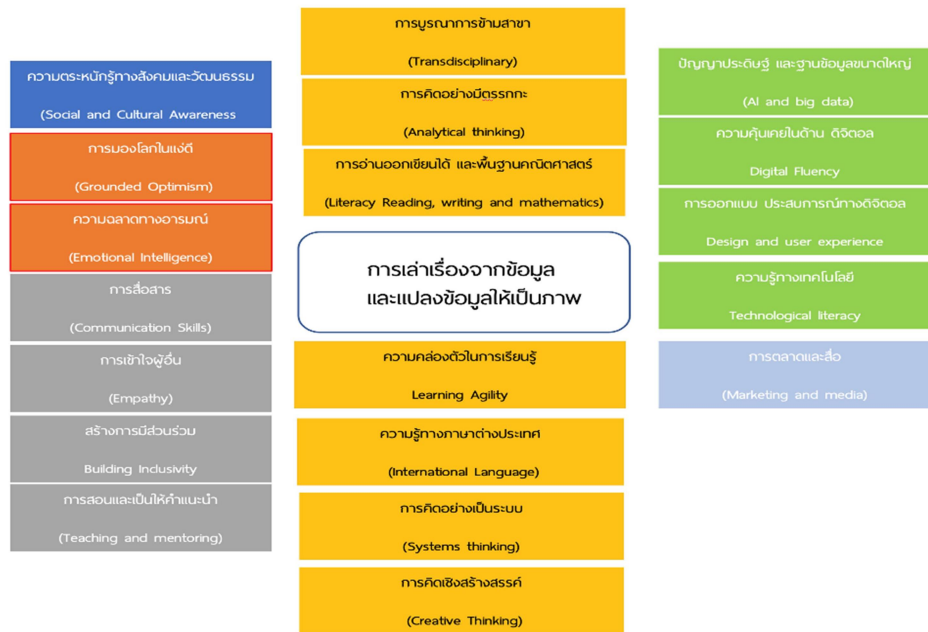 ความตระหนักรู้ทางสังคมและวัฒนธรรม
(Social and Cultural Awareness
การมองโลกในแง่ดี
(Grounded Optimism)
ความฉลาดทางอารมณ์
(Emotional Intelligence)
การสื่อสาร
(Communication Skills)
การเข้าใจผู้อื่น
(Empathy)
สร้างการมีส่วนร่วม
Building Inclusivity
การสอนและเป็นให้คำแนะนำ
(Teaching and mentoring)
การบูรณาการข้ามสาขา
(Transdisciplinary)
การคิดอย่างมีตรรกกะ
(Analytical thinking)
การอ่านออกเขียนได้ และพื้นฐานคณิตศาสตร์
(Literacy Reading, writing and mathematics)
การเล่าเรื่องจากข้อมูล
และแปลงข้อมูลให้เป็นภาพ
ความคล่องตัวในการเรียนรู้
Learning Agility
ความรู้ทางภาษาต่างประเทศ
(International Language)
การคิดอย่างเป็นระบบ
(Systems thinking)
การคิดเชิงสร้างสรรค์
(Creative Thinking)
ปัญญาประดิษฐ์ และฐานข้อมูลขนาดใหญ่
(AI and big data)
ความคุ้นเคยในด้าน ดิจิตอล
Digital Fluency
การออกแบบ ประสบการณ์ทางดิจิตอล
Design and user experience
ความรู้ทางเทคโนโลยี
Technological literacy
การตลาดและสื่อ
(Marketing and media)